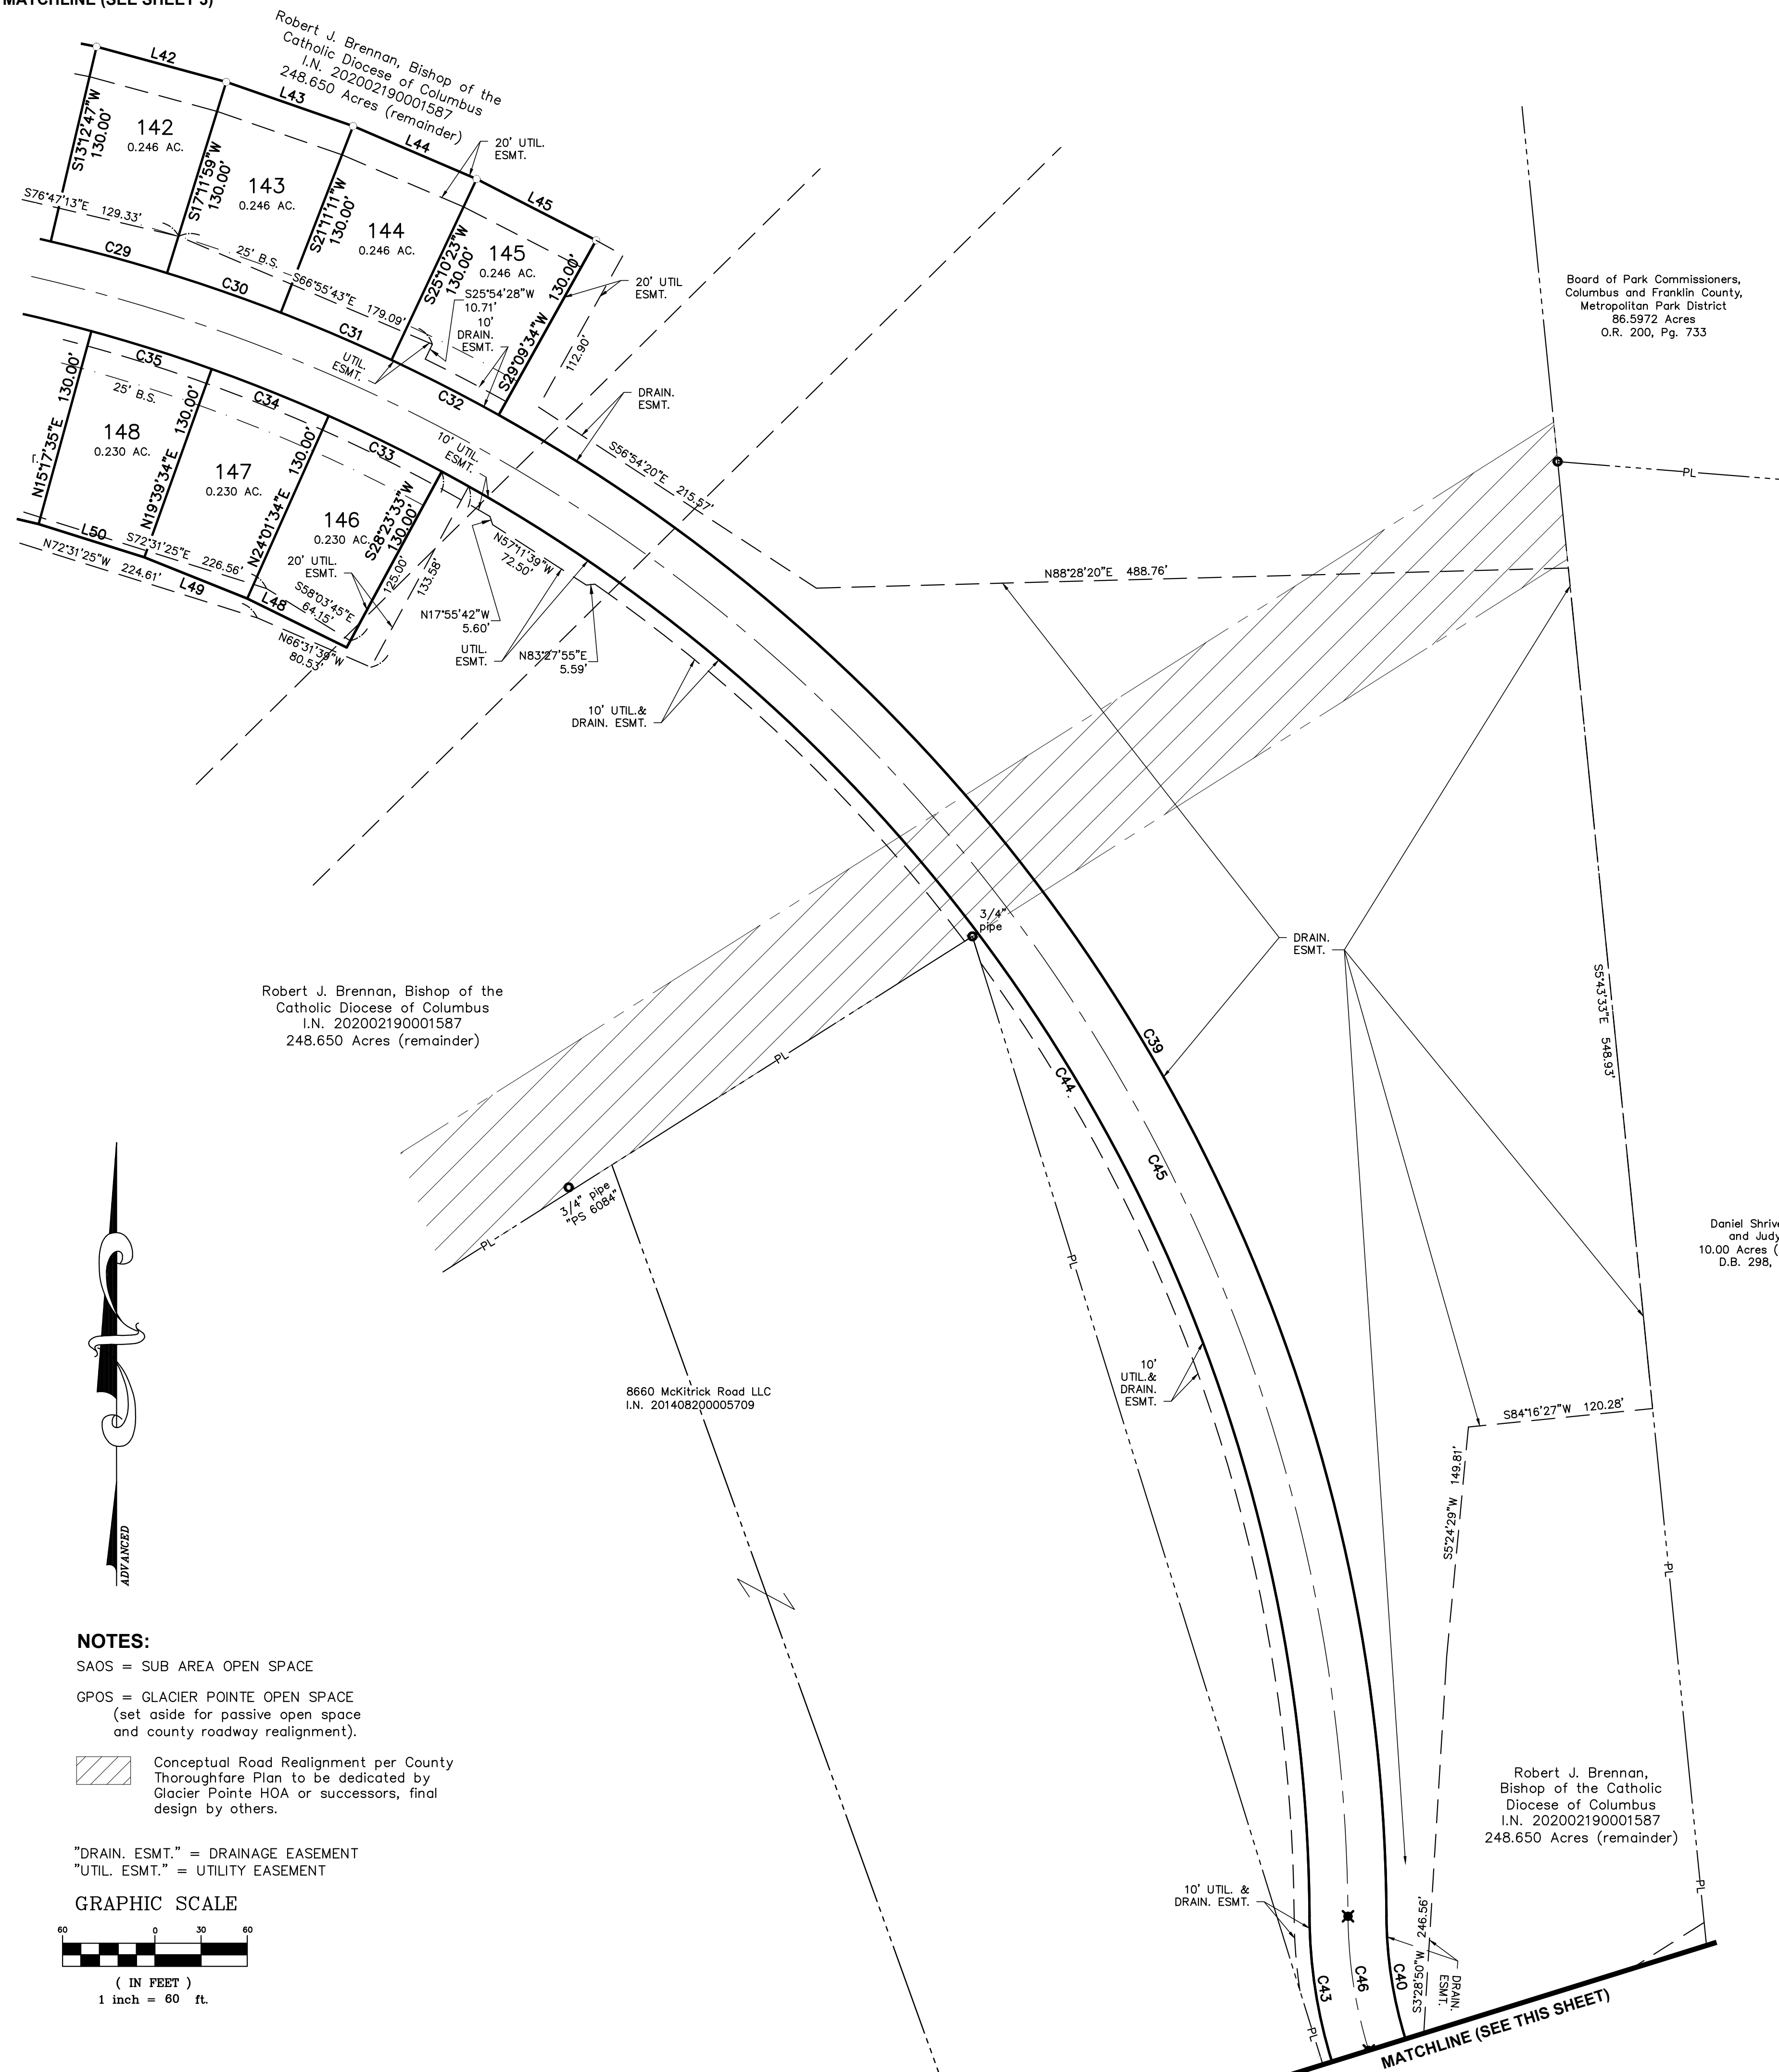 MATCHLINE (SEE SHEET 3)
Robert J. Brennan, Bishop of the
Catholic Diocese of Columbus
I.N. 202002190001587
248.650 Acres (remainder)
L42
L43
L44
L45
20' UTIL.
ESMT.
S13°12'47"W
130.00'
142
0.246 AC.
S17°11'59"W
130.00'
143
0.246 AC.
S21°11'11"W
130.00'
144
0.246 AC.
S25°10'23"W
130.00'
145
0.246 AC.
S29°09'34"W 130.00'
20' UTIL
ESMT.
S76°47'13"E 129.33'
25' B.S.
S66°55'43"E 179.09'
S25°54'28"W
10.71'
10'
DRAIN.
ESMT.
112.90'
C29
C30
C31
C32
UTIL.
ESMT.
DRAIN.
ESMT.
C35
C34
C33
25' B.S.
10' UTIL.
ESMT.
S56°54'20"E 215.57'
N15°17'35"E 130.00'
148
0.230 AC.
N19°39'34"E 130.00'
147
0.230 AC.
N24°01'34"E 130.00'
146
0.230 AC.
S28°23'33"W
130.00'
L50
S72°31'25"E 226.56'
N72°31'25"W 224.61'
L49
L48
20' UTIL.
ESMT.
S58°03'45"E
64.15'
N66°31'39"W
80.53'
125.00'
133.58'
N57°11'39"W
72.50'
N17°55'42"W
5.60'
UTIL.
ESMT.
N83°27'55"E
5.59'
10' UTIL.&
DRAIN. ESMT.
N88°28'20"E 488.76'
Board of Park Commissioners,
Columbus and Franklin County,
Metropolitan Park District
86.5972 Acres
O.R. 200, Pg. 733
PL
3/4"
pipe
DRAIN.
ESMT.
S5°43'33"E 548.93'
Robert J. Brennan, Bishop of the
Catholic Diocese of Columbus
I.N. 202002190001587
248.650 Acres (remainder)
PL
C39
C44
C45
3/4" pipe
"PS 6084"
PL
PL
Daniel Shrive
and Judy
10.00 Acres (
D.B. 298,
8660 McKitrick Road LLC
I.N. 201408200005709
10'
UTIL.&
DRAIN.
ESMT.
S84°16'27"W 120.28'
S5°24'29"W 149.81'
PL
ADVANCED
NOTES:
SAOS = SUB AREA OPEN SPACE
GPOS = GLACIER POINTE OPEN SPACE
(set aside for passive open space
and county roadway realignment).
Conceptual Road Realignment per County
Thoroughfare Plan to be dedicated by
Glacier Pointe HOA or successors, final
design by others.
"DRAIN. ESMT." = DRAINAGE EASEMENT
"UTIL. ESMT." = UTILITY EASEMENT
GRAPHIC SCALE
60 0 30 60
( IN FEET )
1 inch = 60 ft.
Robert J. Brennan,
Bishop of the Catholic
Diocese of Columbus
I.N. 202002190001587
248.650 Acres (remainder)
PL
10' UTIL. &
DRAIN. ESMT.
S3°28'50"W 246.56'
DRAIN.
ESMT.
C43
C46
C40
PL
MATCHLINE (SEE THIS SHEET)